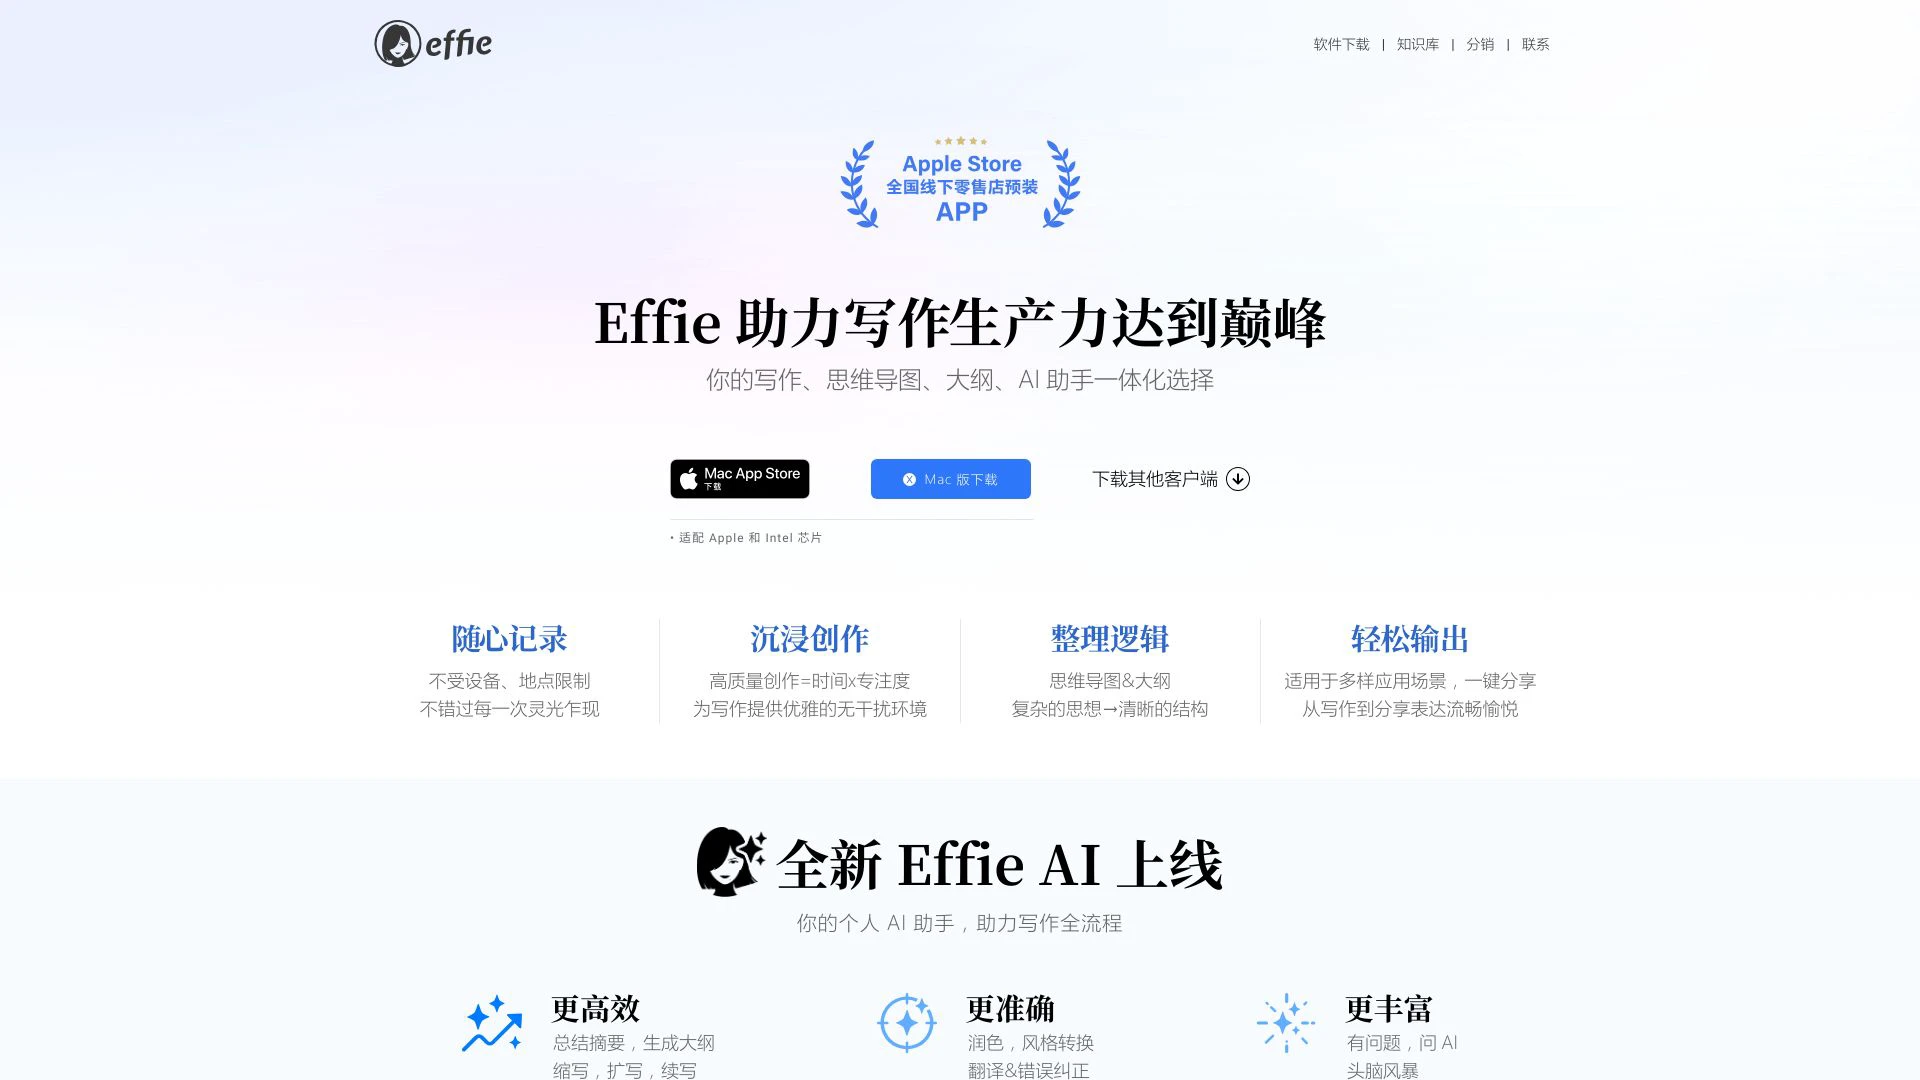 effie
软件下载 | 知识库 | 分销 | 联系
Apple Store
全国线下零售店预装
APP
Effie 助力写作生产力达到巅峰
你的写作、思维导图、大纲、AI 助手一体化选择
Mac App Store
下载
Mac 版下载
下载其他客户端
• 适配 Apple 和 Intel 芯片
随心记录
不受设备、地点限制
不错过每一次灵光乍现
沉浸创作
高质量创作=时间x专注度
为写作提供优雅的无干扰环境
整理逻辑
思维导图&大纲
复杂的思想→清晰的结构
轻松输出
适用于多样应用场景，一键分享
从写作到分享表达流畅愉悦
全新 Effie AI 上线
你的个人 AI 助手，助力写作全流程
更高效
总结摘要，生成大纲
缩写，扩写，续写
更准确
润色，风格转换
翻译&错误纠正
更丰富
有问题，问 AI
头脑风暴